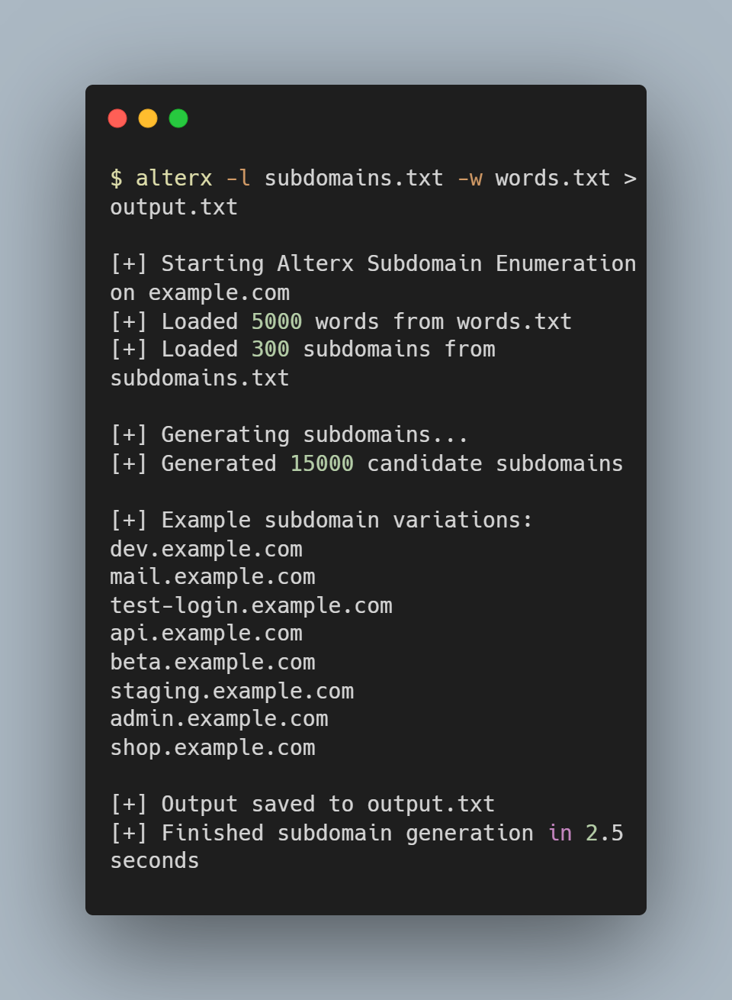 $ alterx -l subdomains.txt -w words.txt >
output.txt
[+] Starting Alterx Subdomain Enumeration
on example.com
[+] Loaded 5000 words from words.txt
[+] Loaded 300 subdomains from
subdomains.txt
[+] Generating subdomains...
[+] Generated 15000 candidate subdomains
[+] Example subdomain variations:
dev.example.com
mail.example.com
test-login.example.com
api.example.com
beta.example.com
staging.example.com
admin.example.com
shop.example.com
[+] Output saved to output.txt
[+] Finished subdomain generation in 2.5
seconds